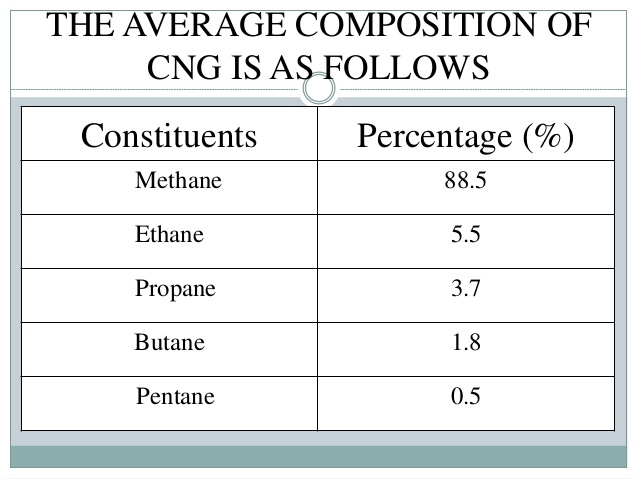 THE AVERAGE COMPOSITION OF
CNG IS AS FOLLOWS
Constituents Percentage (%)
Methane 88.5
Ethane 5.5
Propane 3.7
Butane 1.8
Pentane 0.5